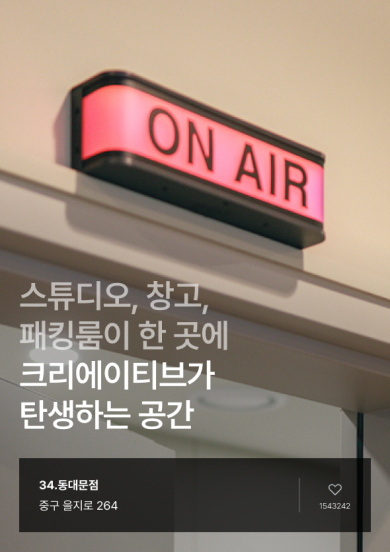 ON AIR
스튜디오, 창고,
패킹룸이 한 곳에
크리에이티브가
탄생하는 공간
34.동대문점
중구 을지로 264
1543242